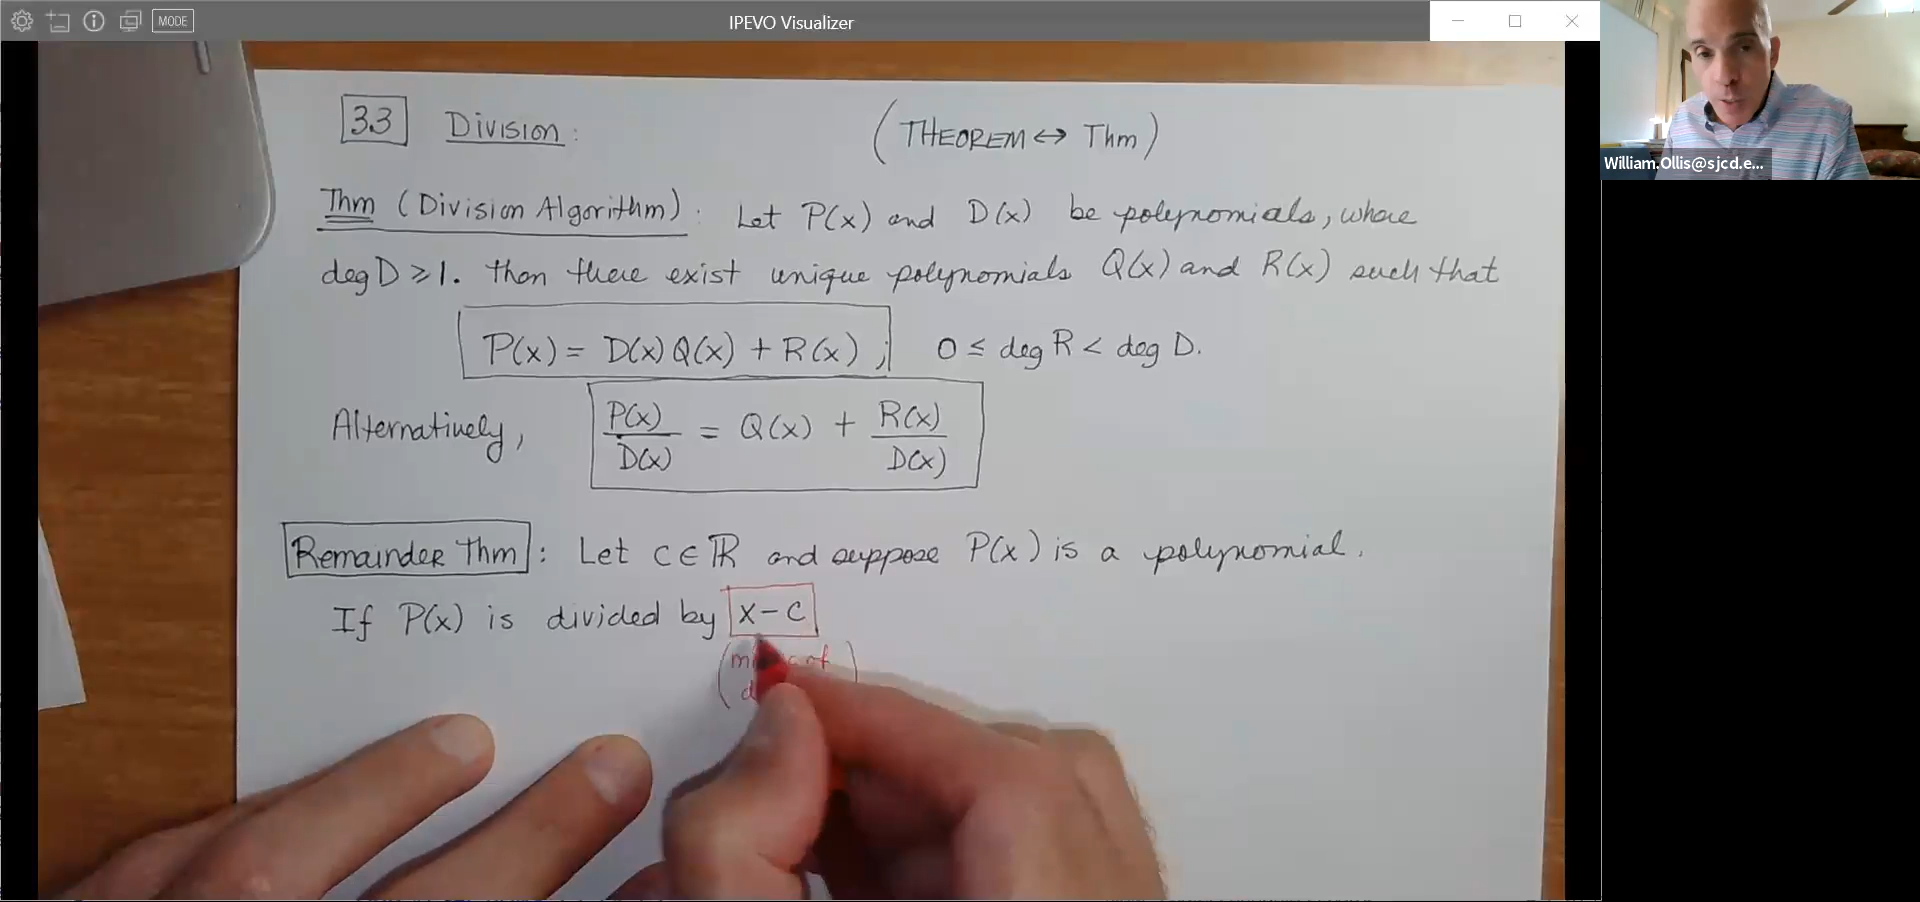 MODE
IPEVO Visualizer
3.3 Division:
(THEOREM ↔ Thm)
Thm (Division Algorithm): Let P(x) and D(x) be polynomials, where
deg D ≥ 1. Then there exist unique polynomials Q(x) and R(x) such that
P(x) = D(x) Q(x) + R(x), 0 ≤ deg R < deg D.
Alternatively, P(x)/D(x) = Q(x) + R(x)/D(x)
Remainder Thm: Let c ∈ ℝ and suppose P(x) is a polynomial.
If P(x) is divided by x - c
William.Ollis@sjcd.e...